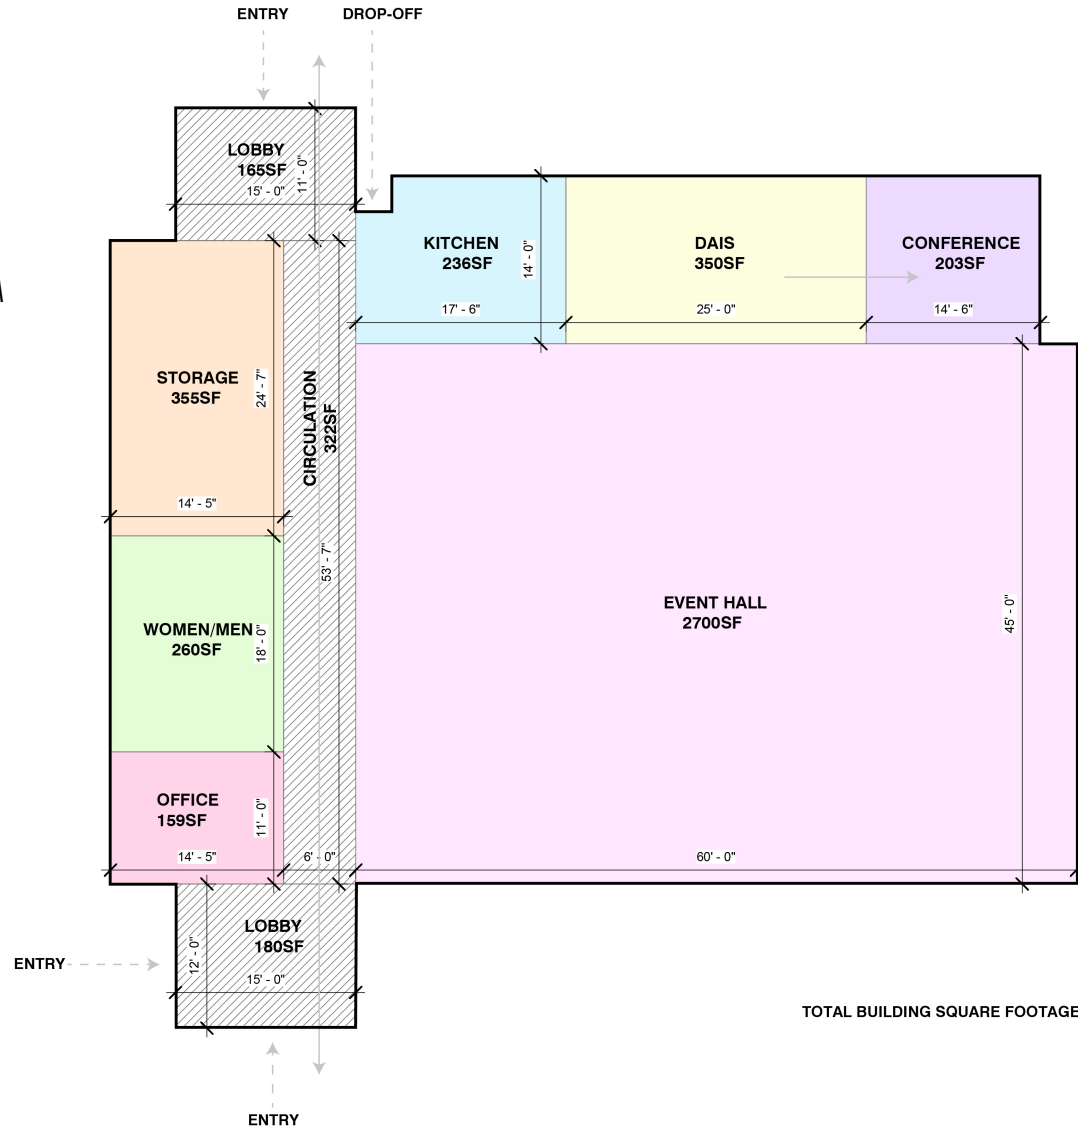 ENTRY
DROP-OFF
LOBBY
165SF
11' - 0"
15' - 0"
KITCHEN
236SF
14' - 0"
17' - 6"
DAIS
350SF
25' - 0"
CONFERENCE
203SF
14' - 6"
STORAGE
355SF
24' - 7"
14' - 5"
CIRCULATION
322SF
53' - 7"
WOMEN/MEN
260SF
18' - 0"
EVENT HALL
2700SF
45' - 0"
OFFICE
159SF
11' - 0"
14' - 5"
6' - 0"
60' - 0"
LOBBY
180SF
12' - 0"
15' - 0"
ENTRY
TOTAL BUILDING SQUARE FOOTAGE
ENTRY